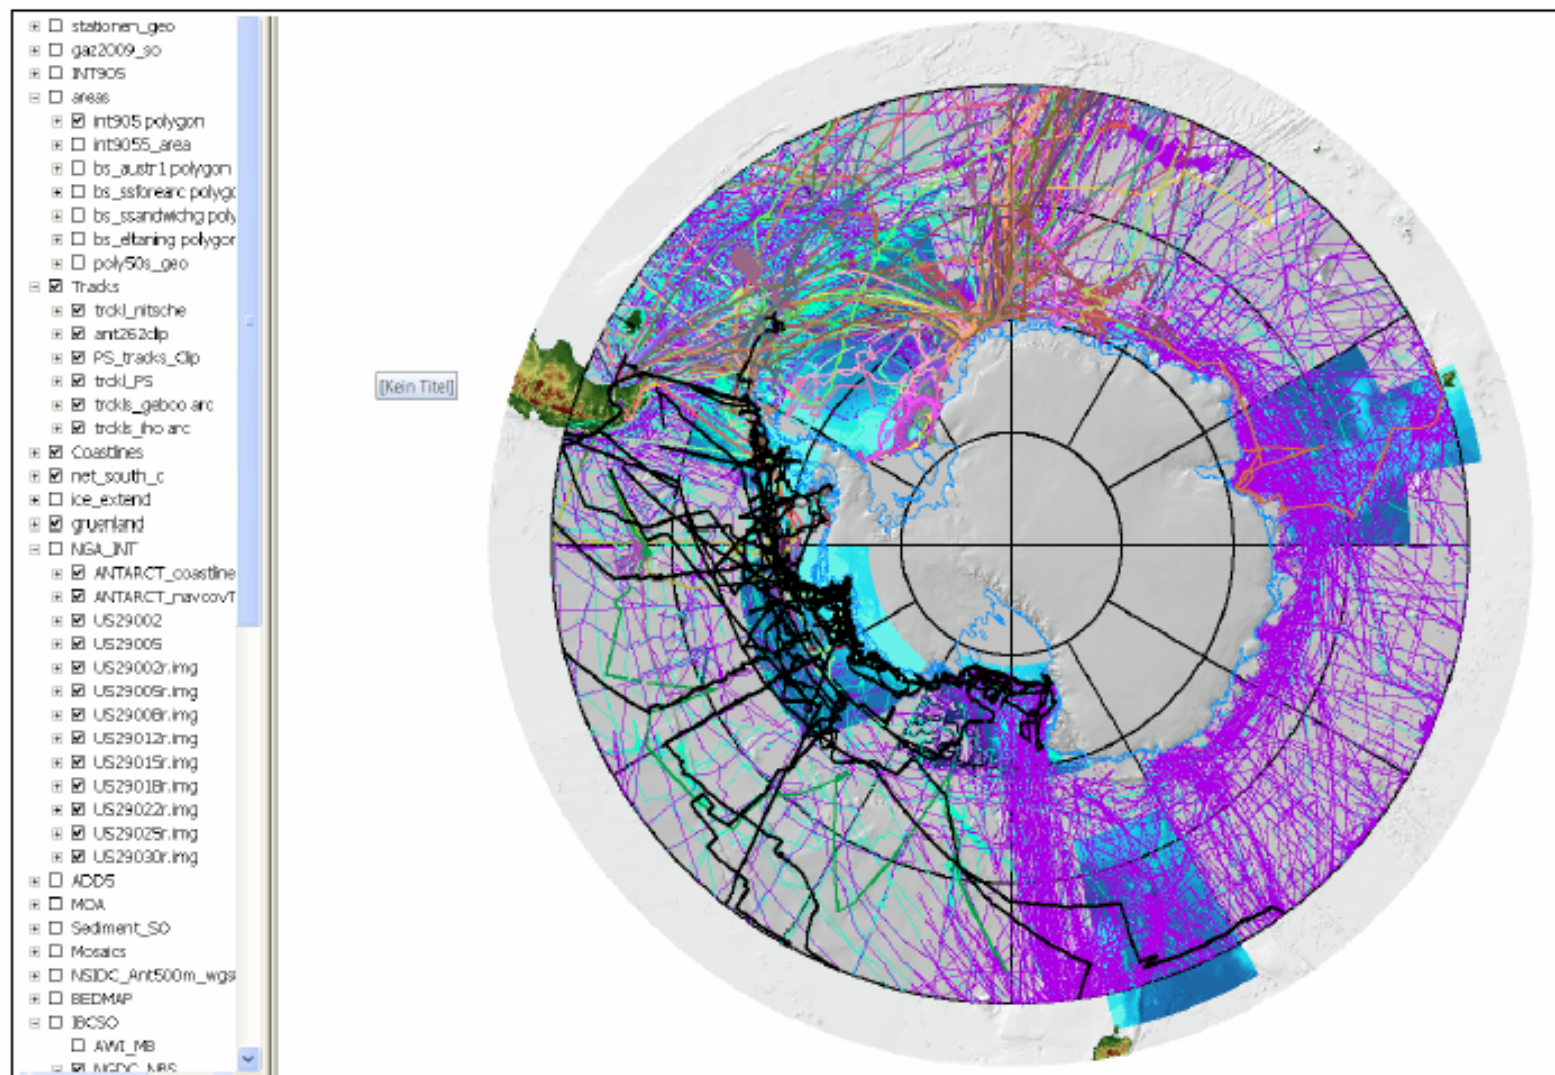 stationen_geo
gaz2009_so
INT905
areas
int905 polygon
int9055_area
bs_austr1 polygon
bs_ssforearc polygo
bs_ssandwichg poly
bs_eltaning polygor
poly50s_geo
Tracks
trckl_nitsche
ant262clip
PS_tracks_Clip
trckl_PS
trckls_gebco arc
trckls_iho arc
Coastlines
net_south_c
ice_extend
gruenland
NGA_INT
ANTARCT_coastline
ANTARCT_navcovT
US29002
US29005
US29002r.img
US29005r.img
US29008r.img
US29012r.img
US29015r.img
US29018r.img
US29022r.img
US29025r.img
US29030r.img
ADD5
MOA
Sediment_SO
Mosaics
NSIDC_Ant500m_wgs
BEDMAP
IBCSO
AWI_MB
NGDC_NBS
[Kein Titel]